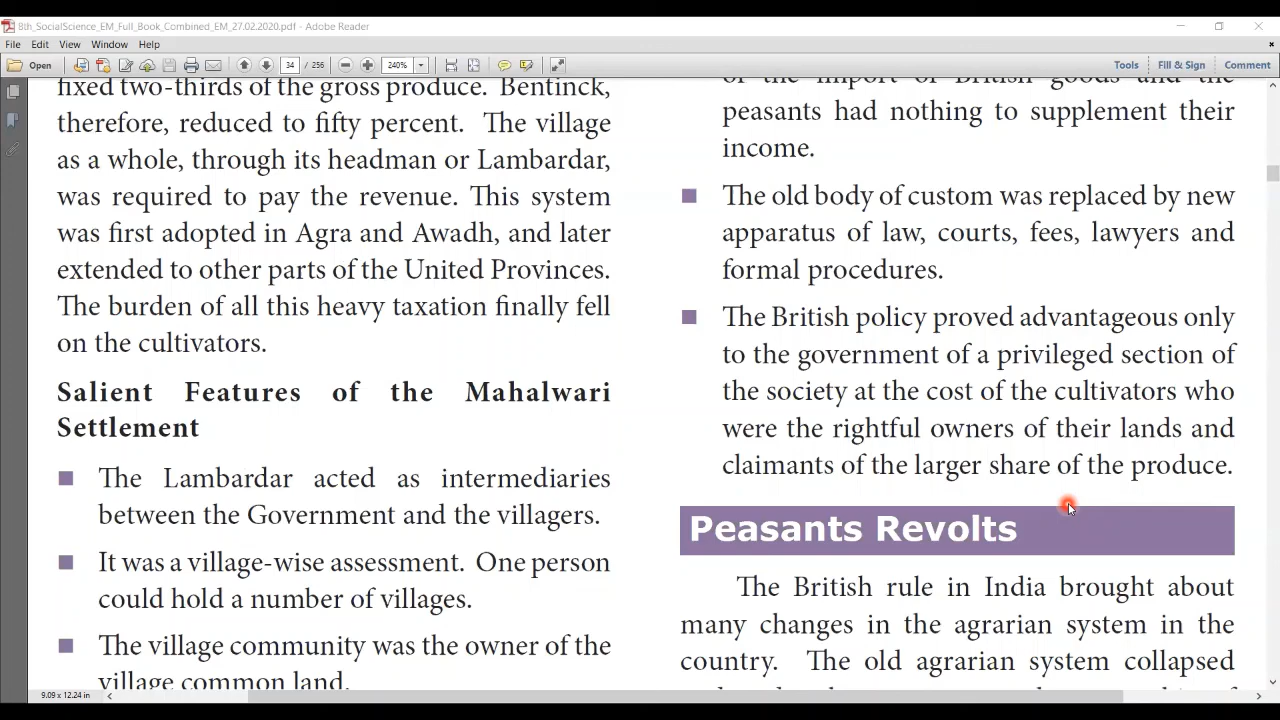 8th_SocialScience_EM_Full_Book_Combined_EM_27.02.2020.pdf - Adobe Reader
File Edit View Window Help
Open 34 / 256 240% Tools Fill & Sign Comment
fixed two-thirds of the gross produce. Bentinck,
therefore, reduced to fifty percent. The village
as a whole, through its headman or Lambardar,
was required to pay the revenue. This system
was first adopted in Agra and Awadh, and later
extended to other parts of the United Provinces.
The burden of all this heavy taxation finally fell
on the cultivators.
Salient Features of the Mahalwari
Settlement
■ The Lambardar acted as intermediaries
between the Government and the villagers.
■ It was a village-wise assessment. One person
could hold a number of villages.
■ The village community was the owner of the
village common land.
of the import of British goods and the
peasants had nothing to supplement their
income.
■ The old body of custom was replaced by new
apparatus of law, courts, fees, lawyers and
formal procedures.
■ The British policy proved advantageous only
to the government of a privileged section of
the society at the cost of the cultivators who
were the rightful owners of their lands and
claimants of the larger share of the produce.
Peasants Revolts
The British rule in India brought about
many changes in the agrarian system in the
country. The old agrarian system collapsed
9.09 x 12.24 in